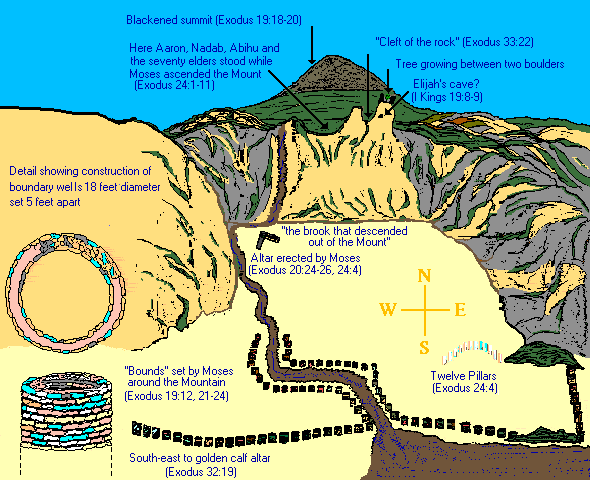 Blackened summit (Exodus 19:18-20)
"Cleft of the rock" (Exodus 33:22)
Here Aaron, Nadab, Abihu and
the seventy elders stood while
Moses ascended the Mount
(Exodus 24:1-11)
Tree growing between two boulders
Elijah's cave?
(I Kings 19:8-9)
Detail showing construction of
boundary wells 18 feet diameter
set 5 feet apart
"the brook that descended
out of the Mount"
Altar erected by Moses
(Exodus 20:24-26, 24:4)
N
W
E
S
"Bounds" set by Moses
around the Mountain
(Exodus 19:12, 21-24)
Twelve Pillars
(Exodus 24:4)
South-east to golden calf altar
(Exodus 32:19)